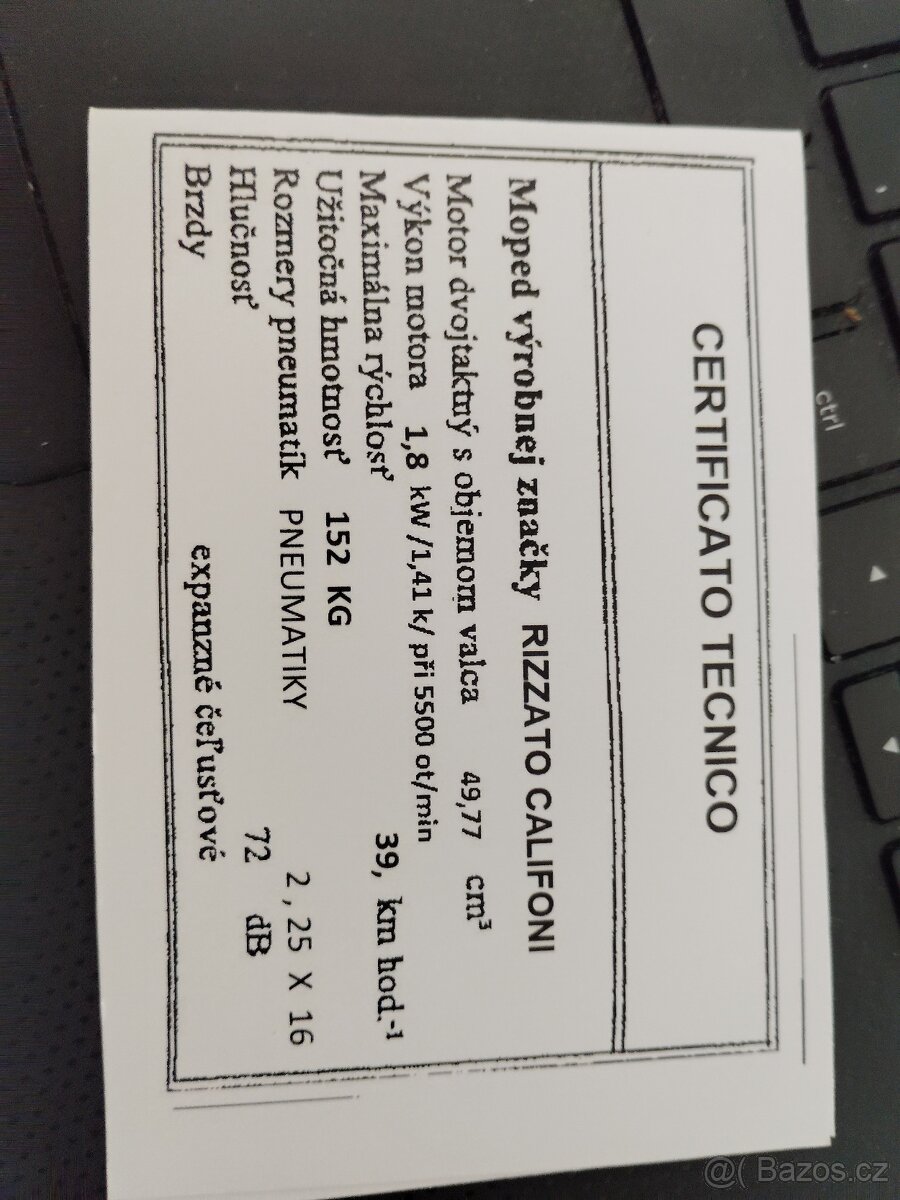 CERTIFICATO TECNICO
Moped výrobnej značky RIZZATO CALIFONI
Motor dvojtaktný s objemom valca 49,77 cm³
Výkon motora 1,8 kW/1,41 k/ při 5500 ot/min
Maximálna rýchlosť 39, km hod.⁻¹
Užitočná hmotnosť 152 KG
Rozmery pneumatík PNEUMATIKY 2,25 X 16
Hlučnosť 72 dB
Brzdy expanzné čeľusťové
ctrl
@( Bazos.cz